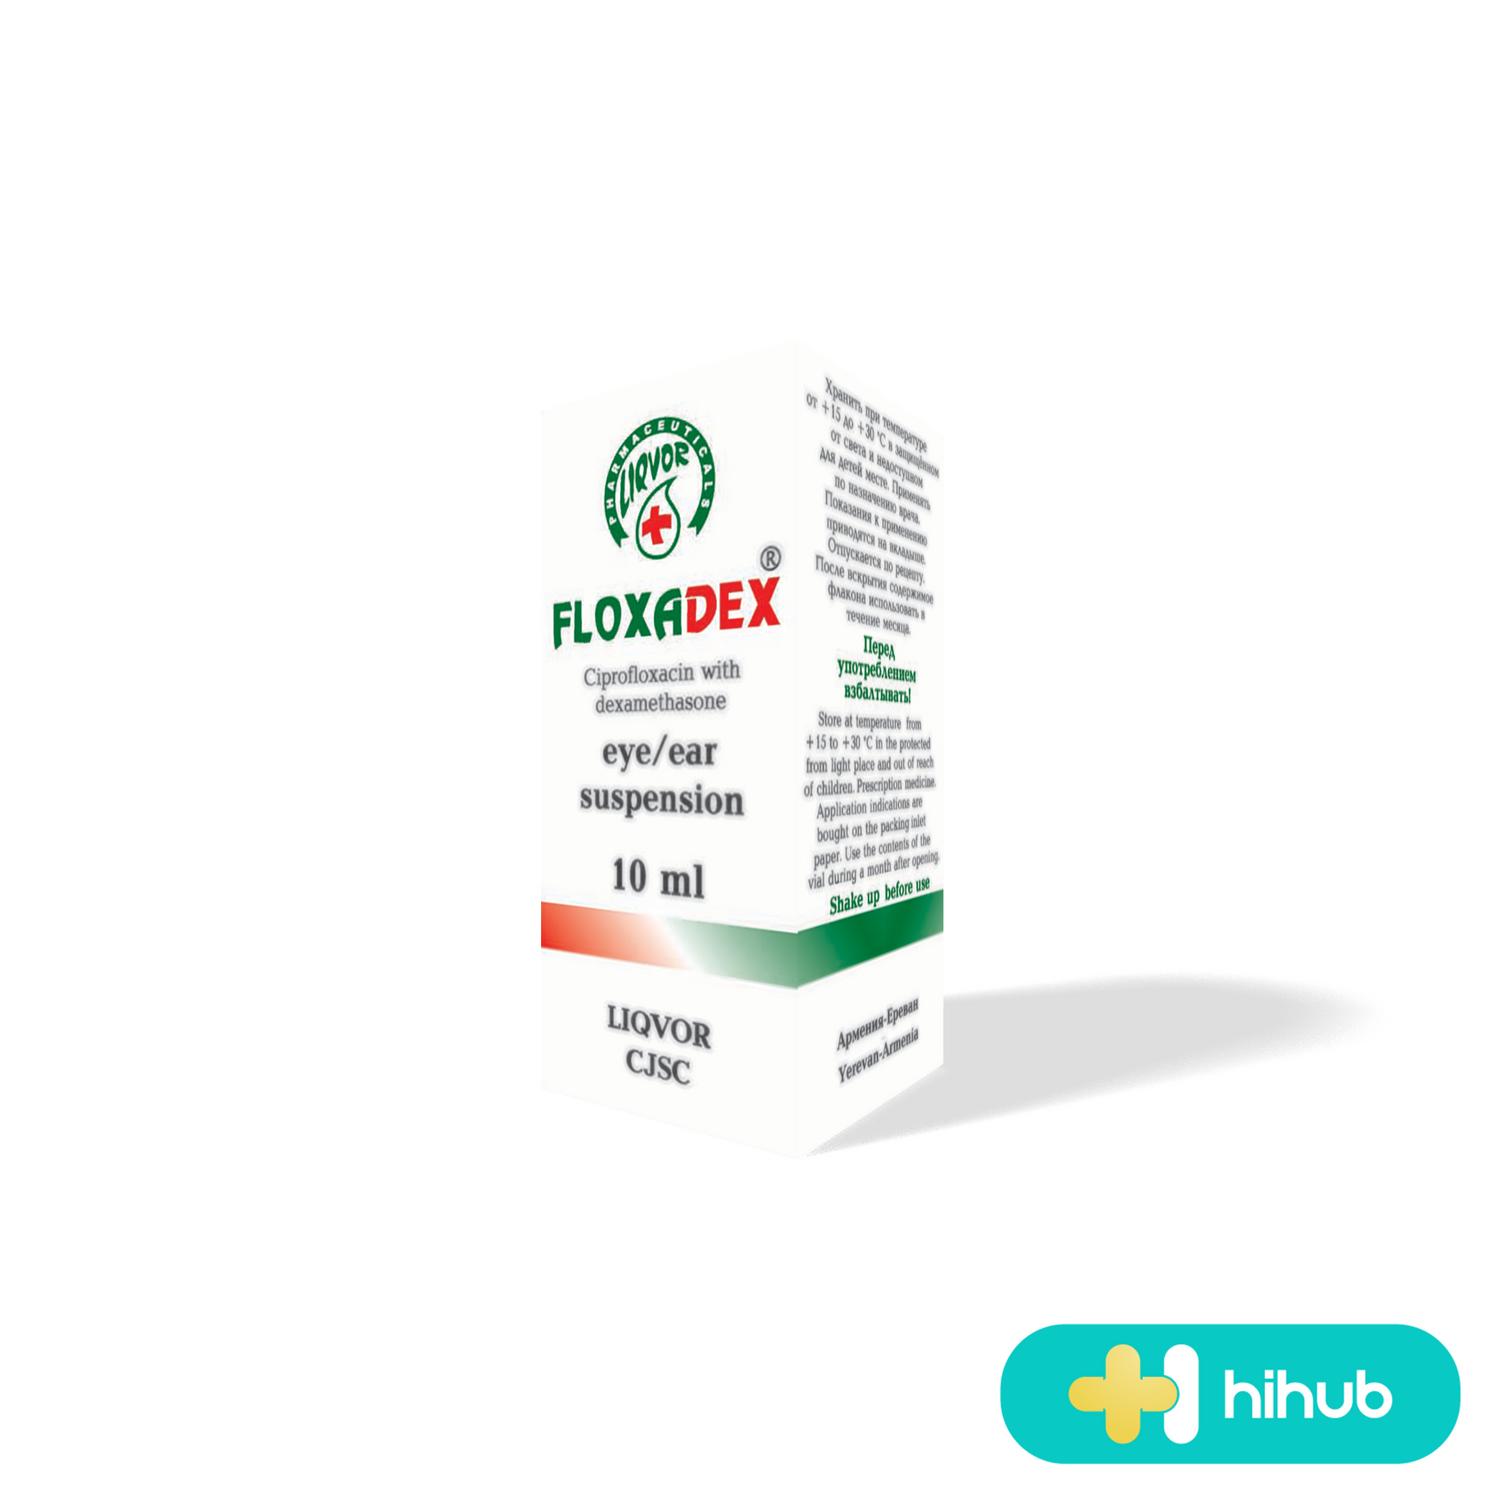 PHARMACEUTICALS
LIQVOR
FLOXADEX®
Ciprofloxacin with
dexamethasone
eye/ear
suspension
10 ml
LIQVOR
CJSC
Хранить при температуре
от +15 до +30 °C в защищённом
от света и недоступном
для детей месте. Применять
по назначению врача.
Показания к применению
приводятся на вкладыше.
Отпускается по рецепту.
После вскрытия содержимое
флакона использовать в
течение месяца.
Перед
употреблением
взбалтывать!
Store at temperature from
+15 to +30 °C in the protected
from light place and out of reach
of children. Prescription medicine.
Application indications are
bought on the packing inlet
paper. Use the contents of the
vial during a month after opening.
Shake up before use
Армения-Ереван
Yerevan-Armenia
hihub